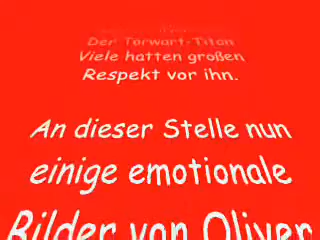 Der Torwart-Titan
Viele hatten großen
Respekt vor ihn.
An dieser Stelle nun
einige emotionale
Bilder von Oliver